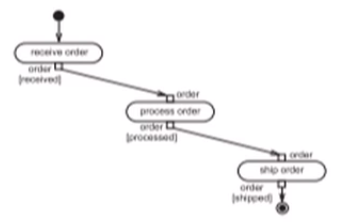 receive order
order
[received]
order
process order
order
[processed]
order
ship order
order
[shipped]